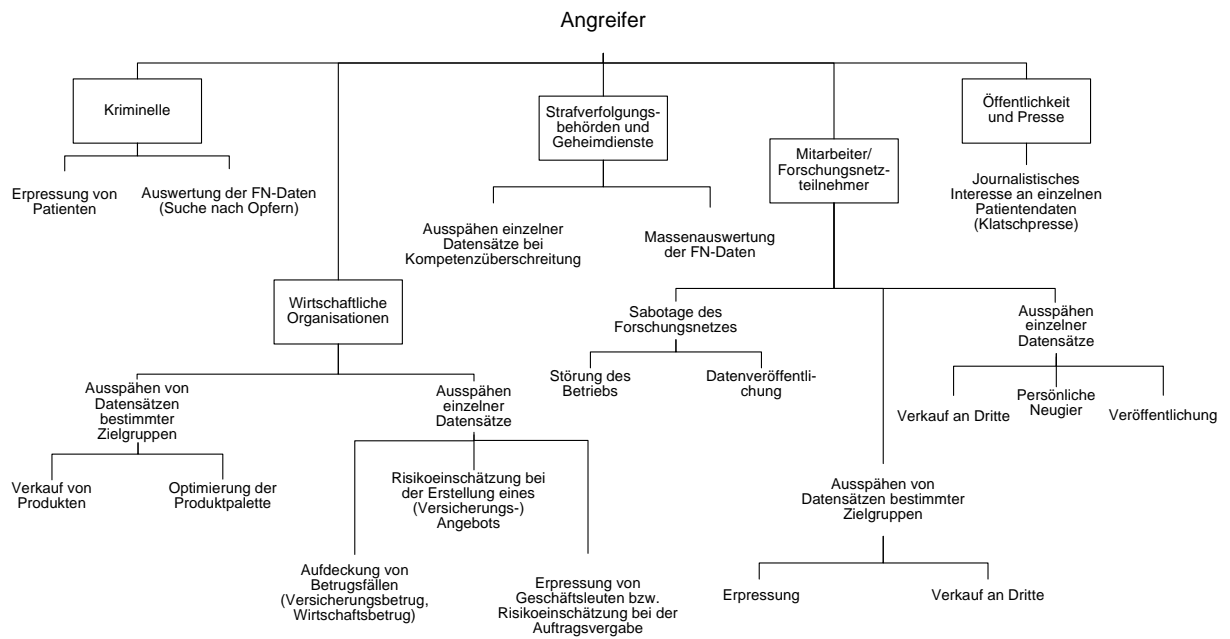 Angreifer
Kriminelle
Strafverfolgungs-
behörden und
Geheimdienste
Öffentlichkeit
und Presse
Mitarbeiter/
Forschungsnetz-
teilnehmer
Erpressung von
Patienten
Auswertung der FN-Daten
(Suche nach Opfern)
Journalistisches
Interesse an einzelnen
Patientendaten
(Klatschpresse)
Ausspähen einzelner
Datensätze bei
Kompetenzüberschreitung
Massenauswertung
der FN-Daten
Wirtschaftliche
Organisationen
Sabotage des
Forschungsnetzes
Ausspähen
einzelner
Datensätze
Störung des
Betriebs
Datenveröffentli-
chung
Verkauf an Dritte
Persönliche
Neugier
Veröffentlichung
Ausspähen von
Datensätzen
bestimmter
Zielgruppen
Ausspähen
einzelner
Datensätze
Verkauf von
Produkten
Optimierung der
Produktpalette
Risikoeinschätzung bei
der Erstellung eines
(Versicherungs-)
Angebots
Ausspähen von
Datensätzen bestimmter
Zielgruppen
Aufdeckung von
Betrugsfällen
(Versicherungsbetrug,
Wirtschaftsbetrug)
Erpressung von
Geschäftsleuten bzw.
Risikoeinschätzung bei der
Auftragsvergabe
Erpressung
Verkauf an Dritte